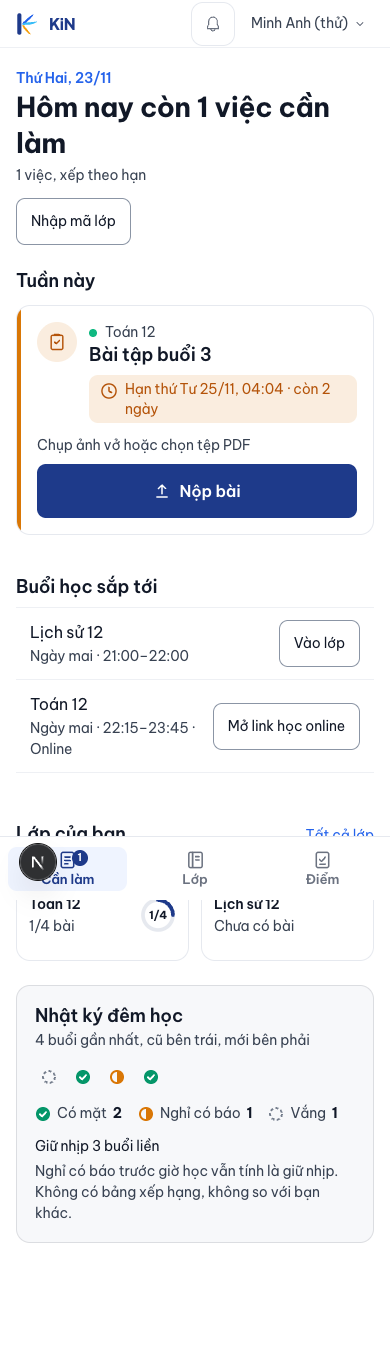 KiN
Minh Anh (thử)
Thứ Hai, 23/11
Hôm nay còn 1 việc cần
làm
1 việc, xếp theo hạn
Nhập mã lớp
Tuần này
Toán 12
Bài tập buổi 3
Hạn thứ Tư 25/11, 04:04 · còn 2
ngày
Chụp ảnh vở hoặc chọn tệp PDF
Nộp bài
Buổi học sắp tới
Lịch sử 12
Ngày mai · 21:00–22:00
Vào lớp
Toán 12
Ngày mai · 22:15–23:45 ·
Online
Mở link học online
Lớp của bạn
Tất cả lớp
N
1
Cần làm
Lớp
Điểm
Toán 12
1/4 bài
1/4
Lịch sử 12
Chưa có bài
Nhật ký đêm học
4 buổi gần nhất, cũ bên trái, mới bên phải
Có mặt 2
Nghỉ có báo 1
Vắng 1
Giữ nhịp 3 buổi liền
Nghỉ có báo trước giờ học vẫn tính là giữ nhịp.
Không có bảng xếp hạng, không so với bạn
khác.